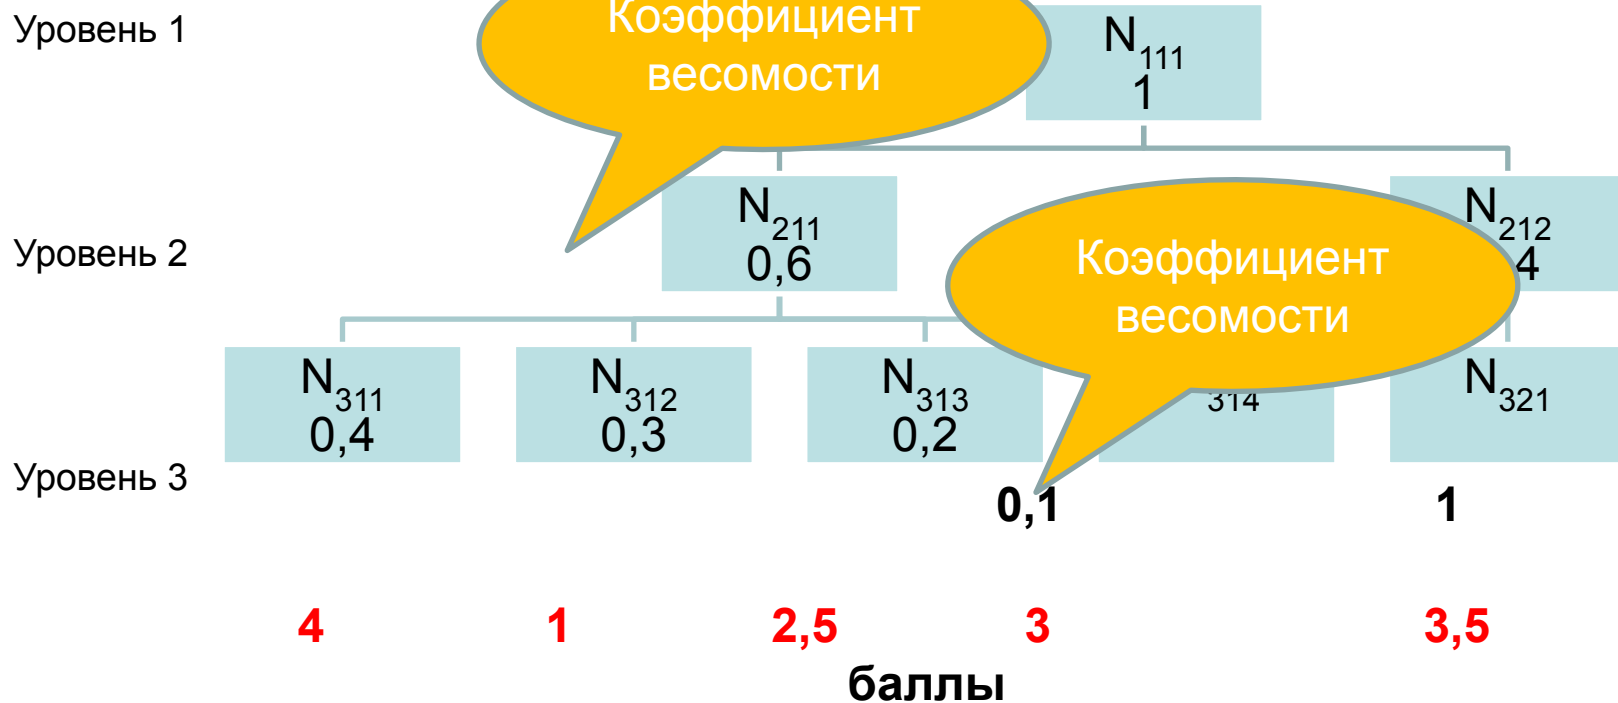 Уровень 1
Коэффициент
весомости
N111
1
Уровень 2
N211
0,6
Коэффициент
весомости
N212
4
N311
0,4
N312
0,3
N313
0,2
314
N321
Уровень 3
0,1
1
4
1
2,5
3
3,5
баллы